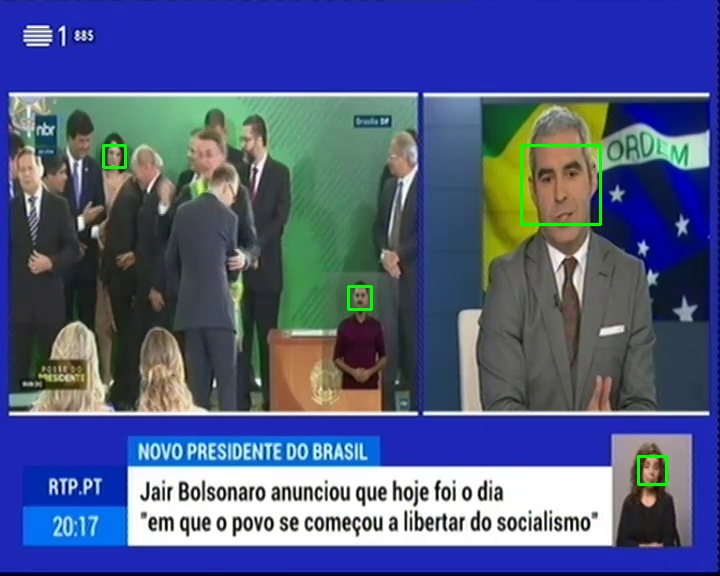 1 885
nbr
Brasília DF
ORDEM
POSSE DO
PRESIDENTE
NOVO PRESIDENTE DO BRASIL
RTP.PT
Jair Bolsonaro anunciou que hoje foi o dia
20:17
"em que o povo se começou a libertar do socialismo"